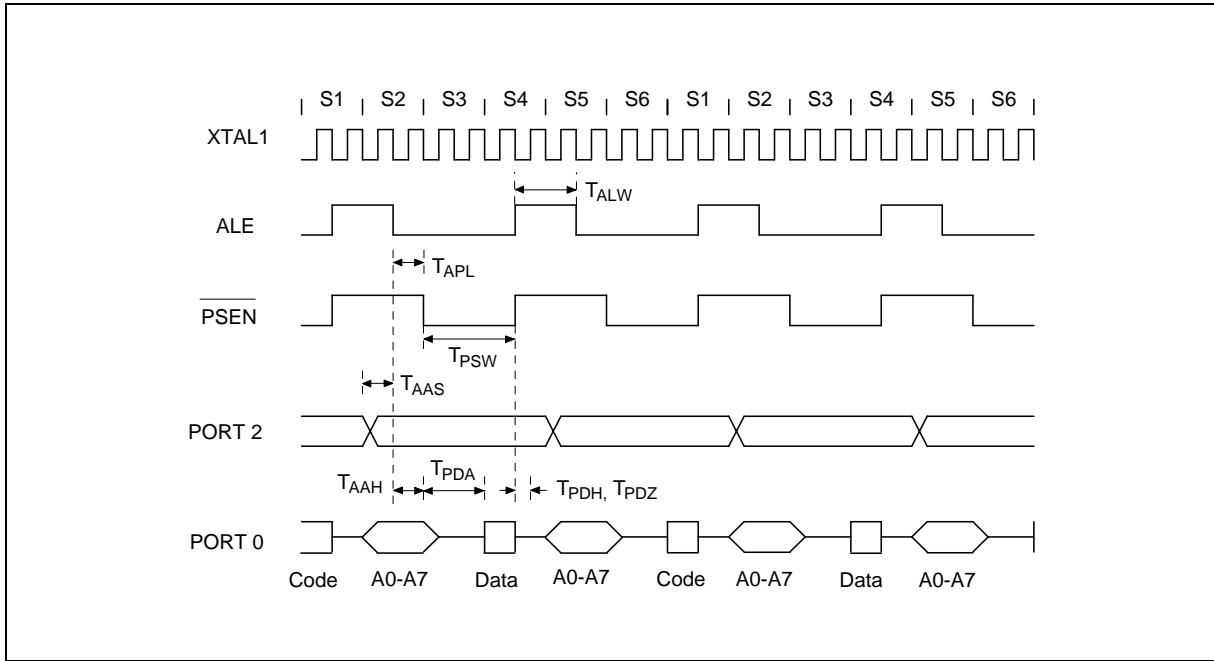 S1 S2 S3 S4 S5 S6 S1 S2 S3 S4 S5 S6
XTAL1
TALW
ALE
TAPL
PSEN
TPSW
TAAS
PORT 2
TAAH TPDA TPDH, TPDZ
PORT 0
Code A0-A7 Data A0-A7 Code A0-A7 Data A0-A7